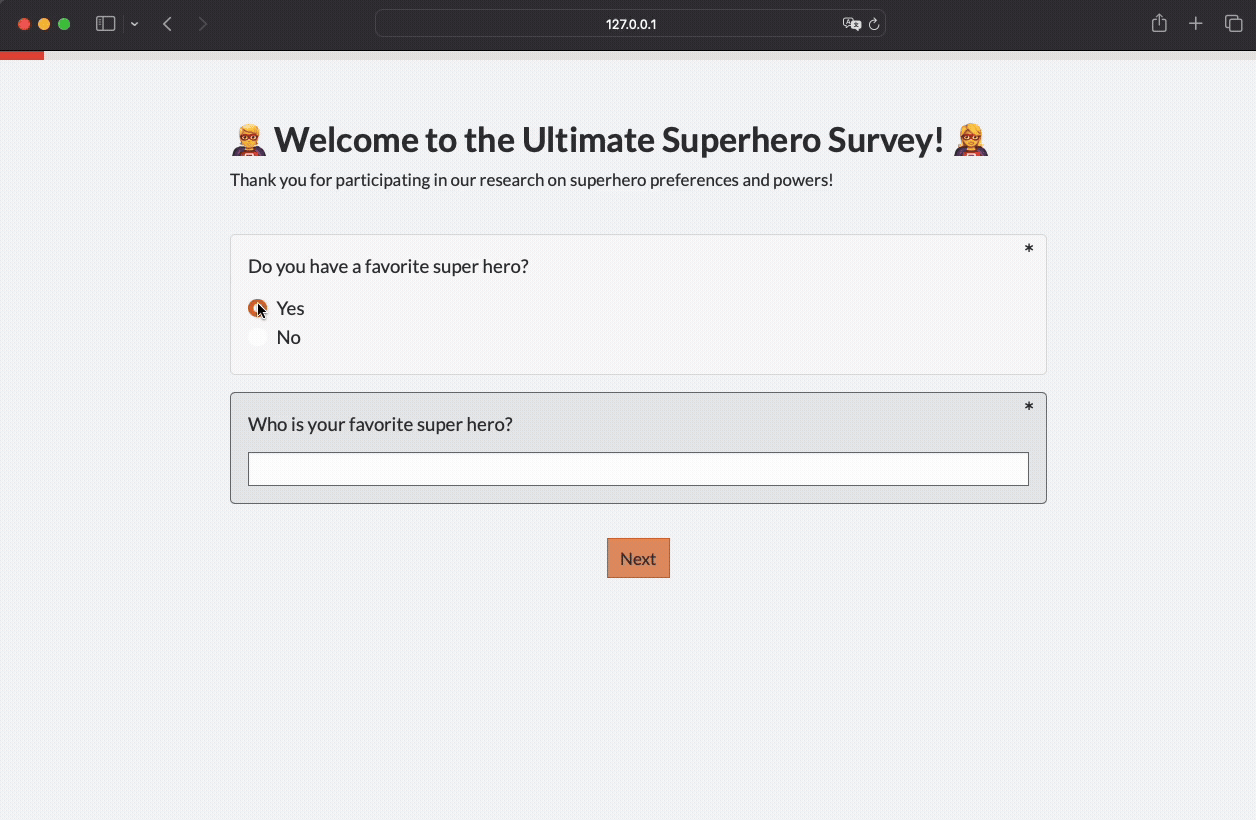 127.0.0.1
Welcome to the Ultimate Superhero Survey!
Thank you for participating in our research on superhero preferences and powers!
*
Do you have a favorite super hero?
Yes
No
*
Who is your favorite super hero?
Next